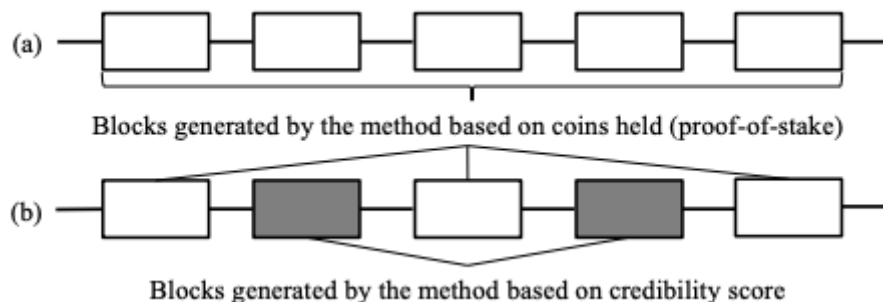 (a)
Blocks generated by the method based on coins held (proof-of-stake)
(b)
Blocks generated by the method based on credibility score